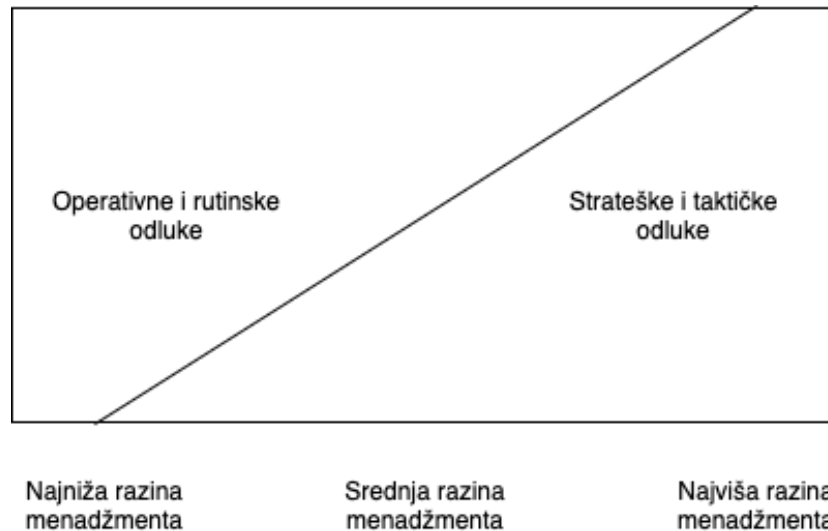 Operativne i rutinske
odluke
Strateške i taktičke
odluke
Najniža razina
menadžmenta
Srednja razina
menadžmenta
Najviša razina
menadžmenta